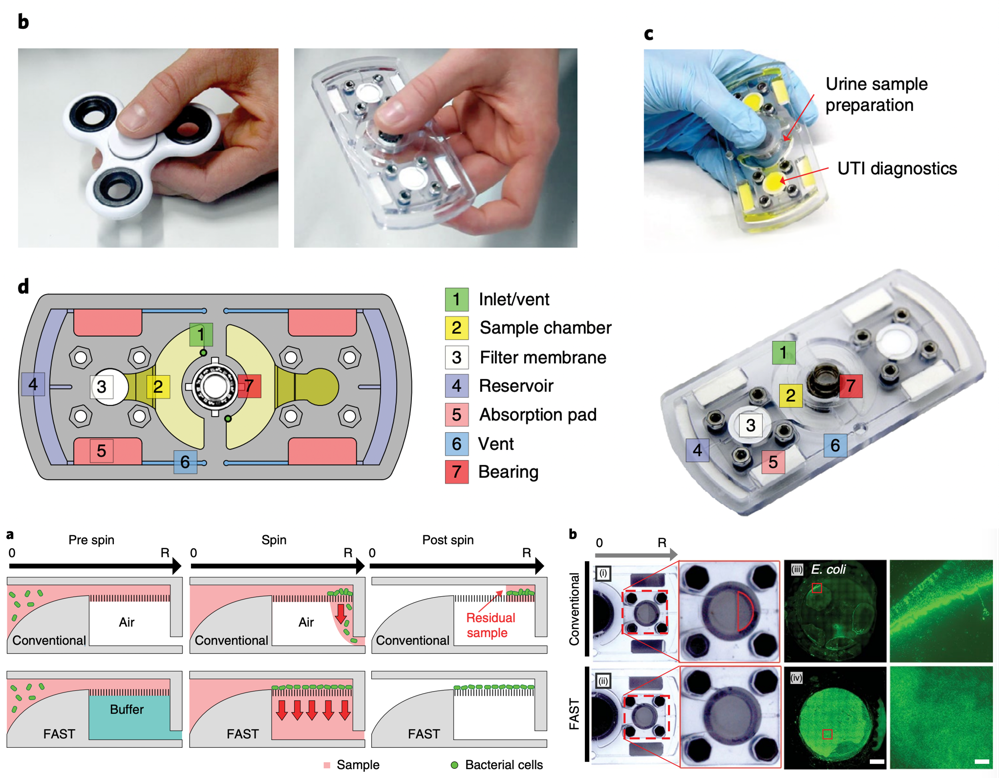 b
c
Urine sample
preparation
UTI diagnostics
d
1
2
3
4
5
6
7
1 Inlet/vent
2 Sample chamber
3 Filter membrane
4 Reservoir
5 Absorption pad
6 Vent
7 Bearing
1
2
3
4
5
6
7
a
0 Pre spin R
0 Spin R
0 Post spin R
Conventional
Air
Conventional
Air
Conventional
Residual
sample
FAST
Buffer
FAST
FAST
Sample
Bacterial cells
b
0 R
Conventional
(i)
(iii)
E. coli
FAST
(ii)
(iv)